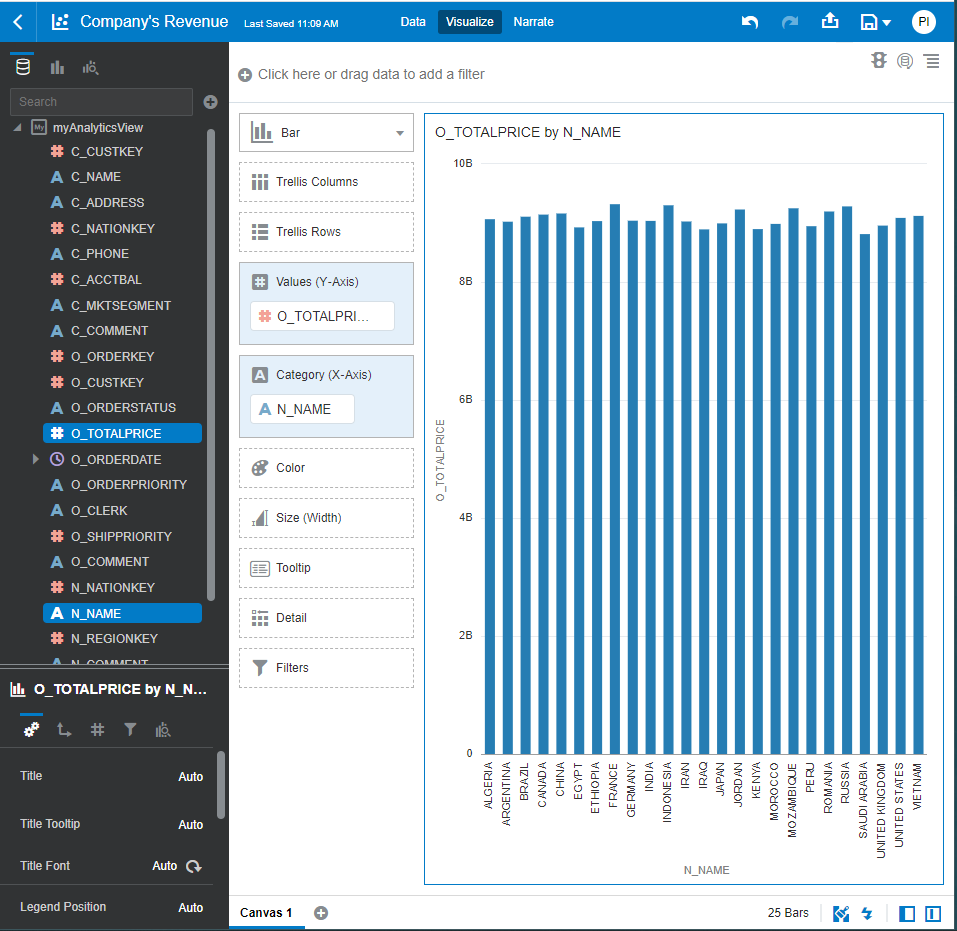 Company's Revenue Last Saved 11:09 AM Data Visualize Narrate PI
Click here or drag data to add a filter
Search
My myAnalyticsView
C_CUSTKEY
A C_NAME
A C_ADDRESS
C_NATIONKEY
A C_PHONE
C_ACCTBAL
A C_MKTSEGMENT
A C_COMMENT
O_ORDERKEY
O_CUSTKEY
A O_ORDERSTATUS
O_TOTALPRICE
O_ORDERDATE
A O_ORDERPRIORITY
A O_CLERK
O_SHIPPRIORITY
A O_COMMENT
N_NATIONKEY
A N_NAME
N_REGIONKEY
A N_COMMENT
O_TOTALPRICE by N_N...
Title Auto
Title Tooltip Auto
Title Font Auto
Legend Position Auto
Bar
Trellis Columns
Trellis Rows
Values (Y-Axis)
O_TOTALPRI...
A Category (X-Axis)
A N_NAME
Color
Size (Width)
Tooltip
Detail
Filters
O_TOTALPRICE by N_NAME
10B
8B
6B
4B
2B
0
O_TOTALPRICE
ALGERIA
ARGENTINA
BRAZIL
CANADA
CHINA
EGYPT
ETHIOPIA
FRANCE
GERMANY
INDIA
INDONESIA
IRAN
IRAQ
JAPAN
JORDAN
KENYA
MOROCCO
MOZAMBIQUE
PERU
ROMANIA
RUSSIA
SAUDI ARABIA
UNITED KINGDOM
UNITED STATES
VIETNAM
N_NAME
Canvas 1 25 Bars